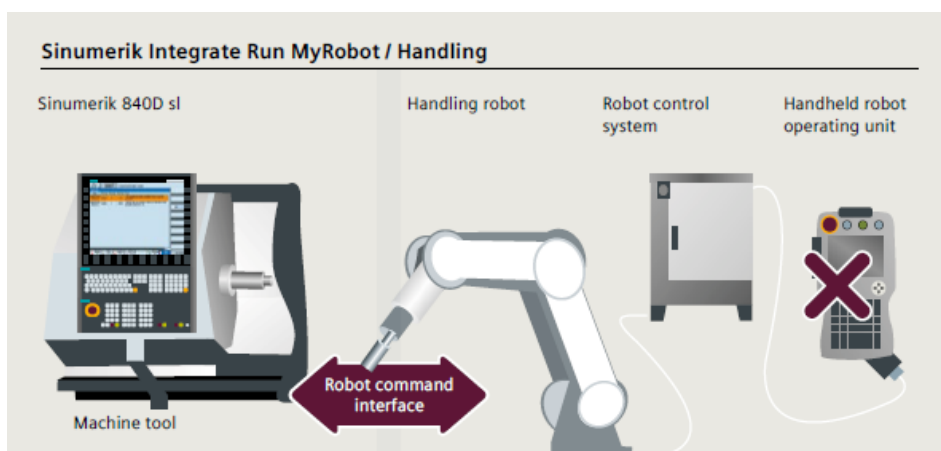 Sinumerik Integrate Run MyRobot / Handling
Sinumerik 840D sl
Handling robot
Robot control
system
Handheld robot
operating unit
Robot command
interface
Machine tool